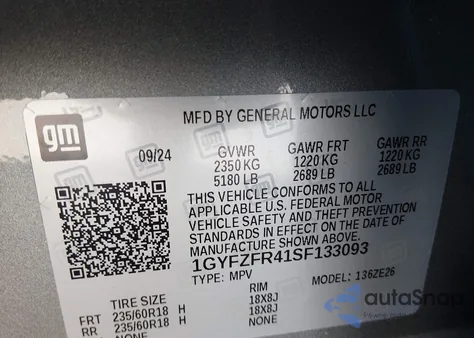 gm
MFD BY GENERAL MOTORS LLC
09/24 GVWR GAWR FRT GAWR RR
2350 KG 1220 KG 1220 KG
5180 LB 2689 LB 2689 LB
THIS VEHICLE CONFORMS TO ALL
APPLICABLE U.S. FEDERAL MOTOR
VEHICLE SAFETY AND THEFT PREVENTION
STANDARDS IN EFFECT ON THE DATE OF
MANUFACTURE SHOWN ABOVE.
1GYFZFR41SF133093
TYPE: MPV MODEL: 136ZE26
TIRE SIZE RIM
FRT 235/60R18 H 18X8J
RR 235/60R18 H 18X8J
NONE NONE
autoSnap